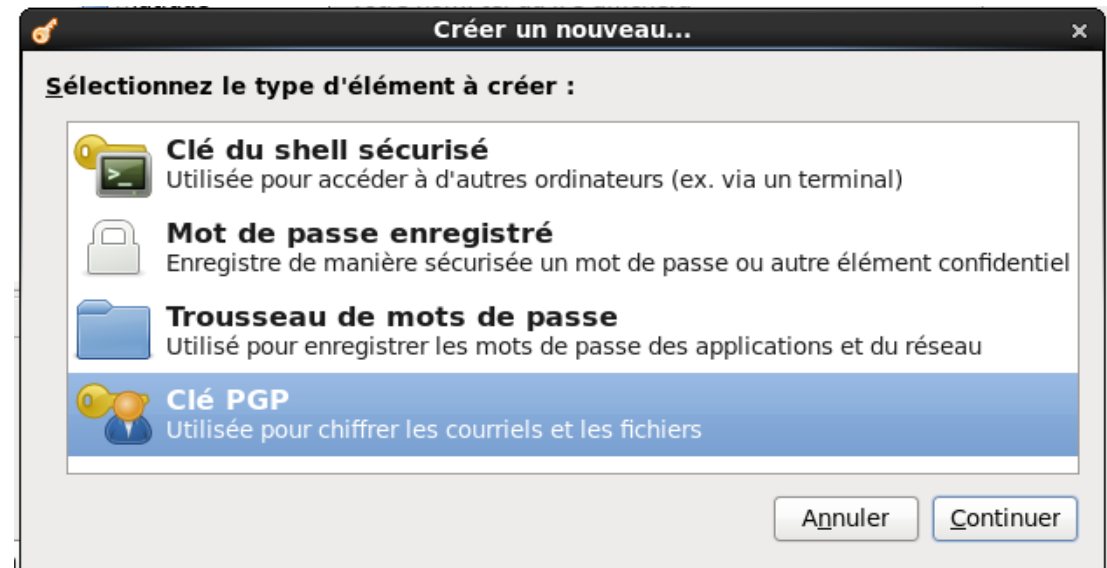 Créer un nouveau...
Sélectionnez le type d'élément à créer :
Clé du shell sécurisé
Utilisée pour accéder à d'autres ordinateurs (ex. via un terminal)
Mot de passe enregistré
Enregistre de manière sécurisée un mot de passe ou autre élément confidentiel
Trousseau de mots de passe
Utilisé pour enregistrer les mots de passe des applications et du réseau
Clé PGP
Utilisée pour chiffrer les courriels et les fichiers
Annuler
Continuer